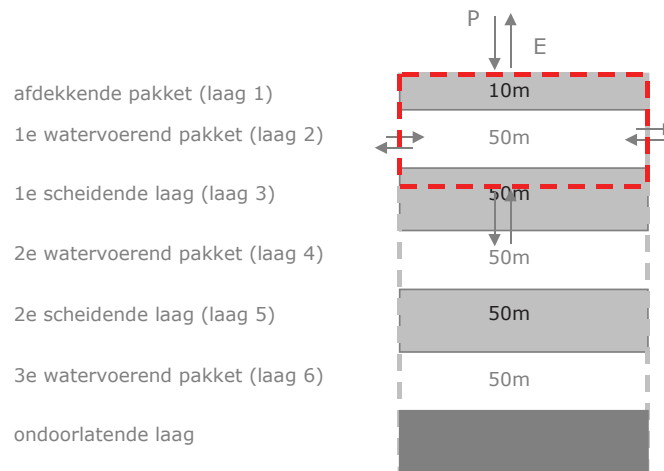 P
E
afdekkende pakket (laag 1) 10m
1e watervoerend pakket (laag 2) 50m
1e scheidende laag (laag 3) 50m
2e watervoerend pakket (laag 4) 50m
2e scheidende laag (laag 5) 50m
3e watervoerend pakket (laag 6) 50m
ondoorlatende laag